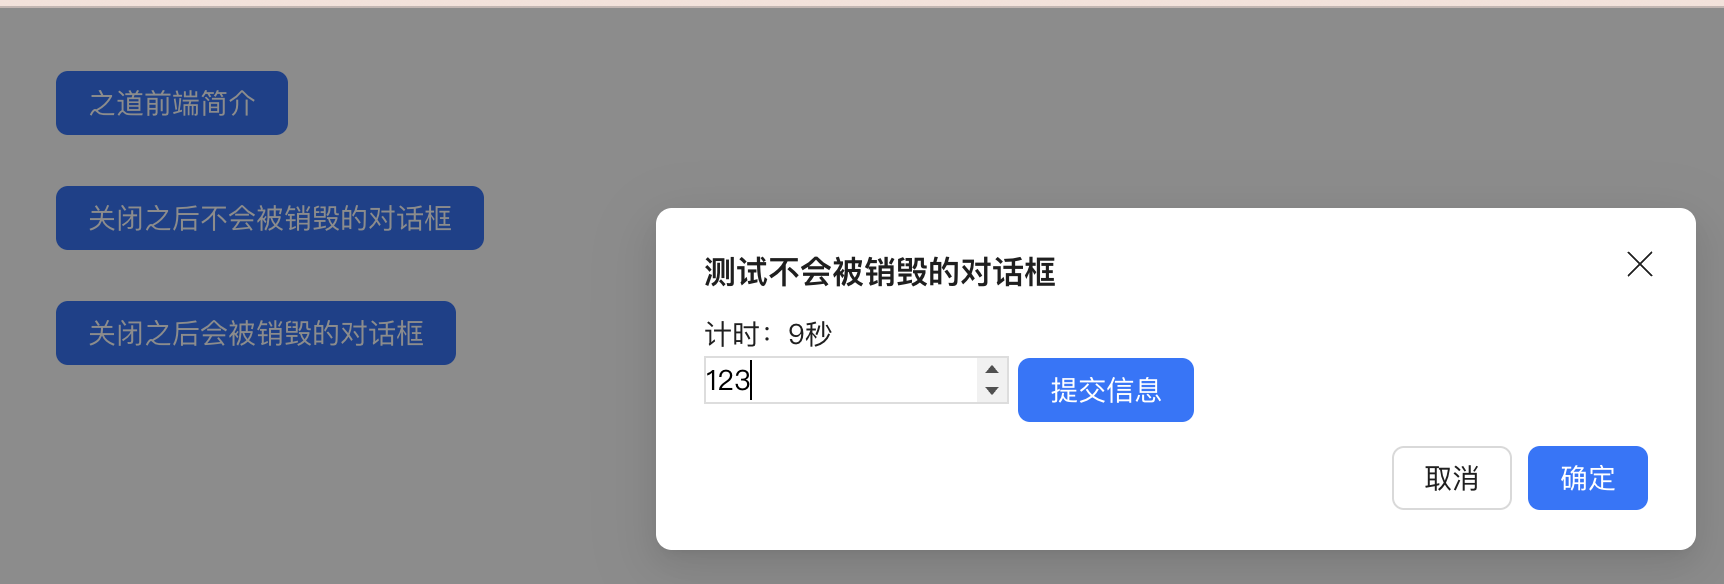 之道前端简介
关闭之后不会被销毁的对话框
关闭之后会被销毁的对话框
测试不会被销毁的对话框
计时：9秒
123
提交信息
取消
确定